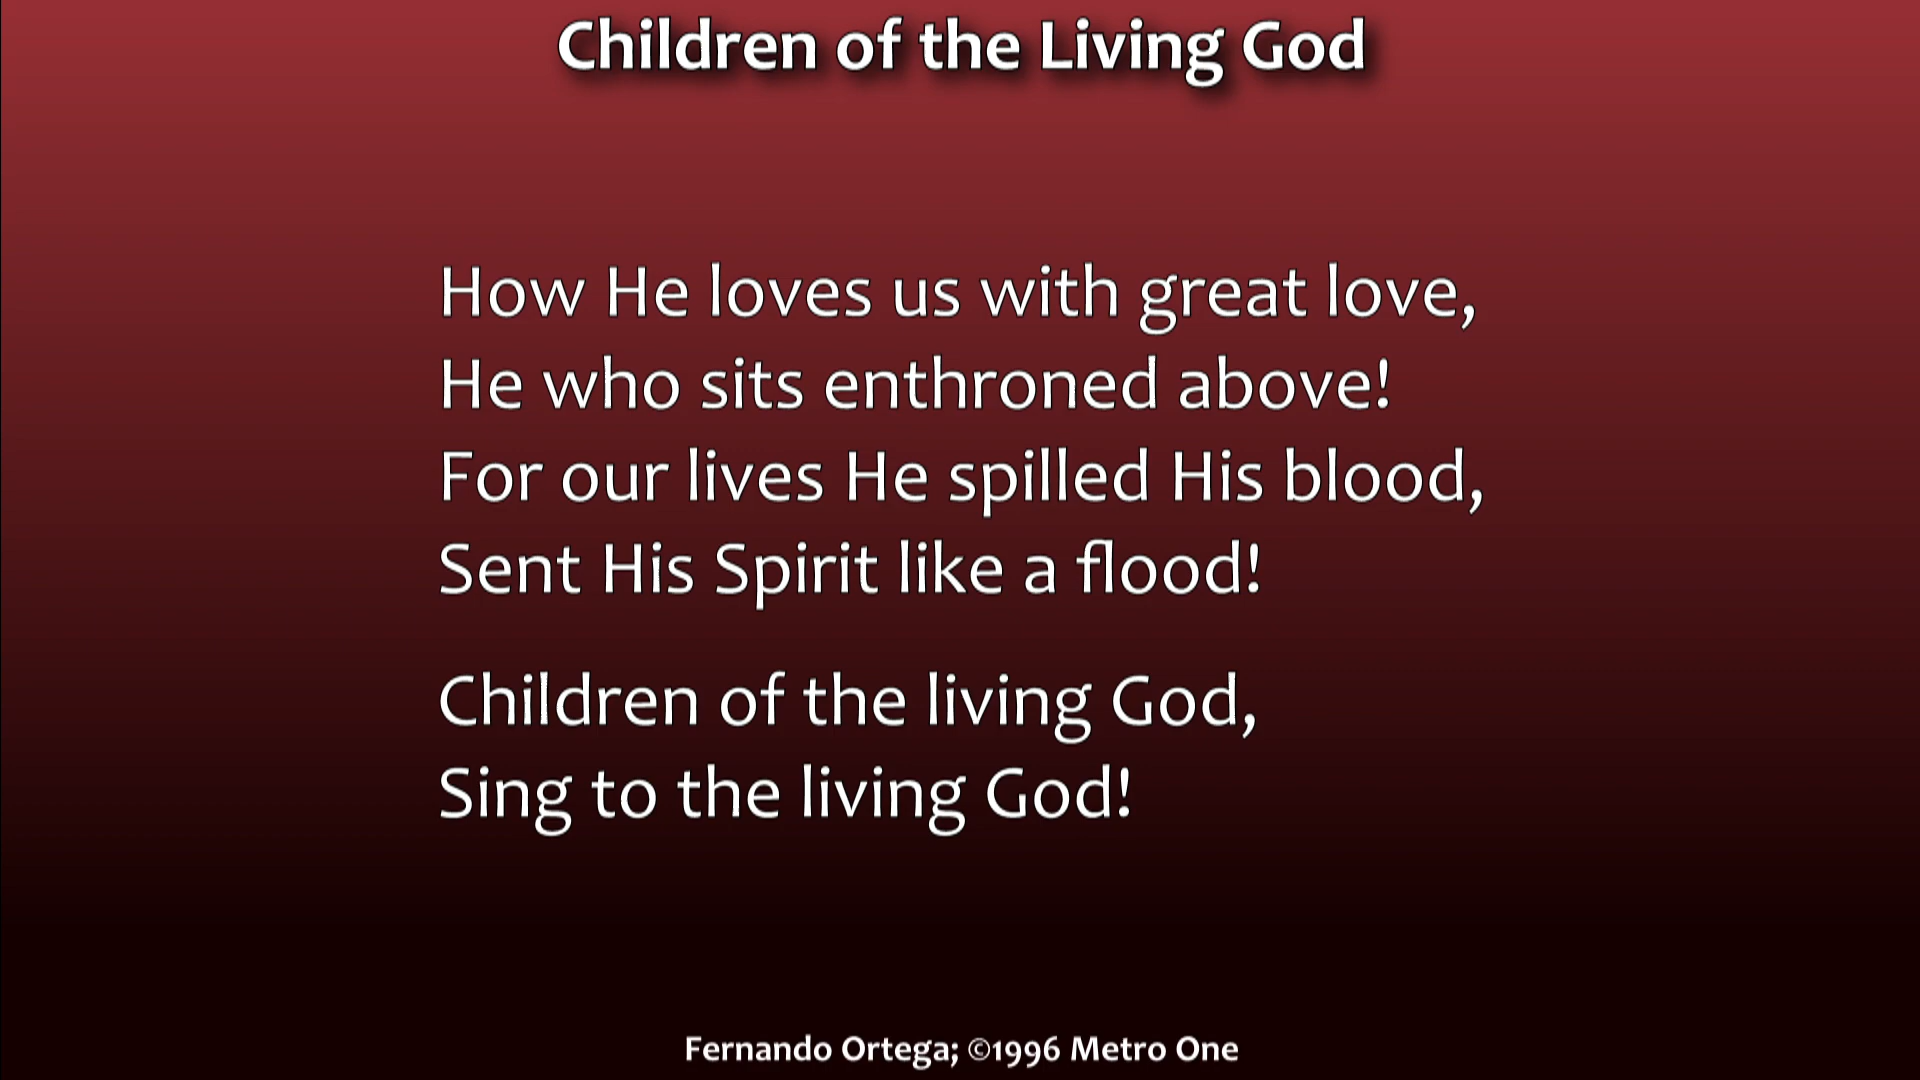 Children of the Living God
How He loves us with great love,
He who sits enthroned above!
For our lives He spilled His blood,
Sent His Spirit like a flood!
Children of the living God,
Sing to the living God!
Fernando Ortega; ©1996 Metro One